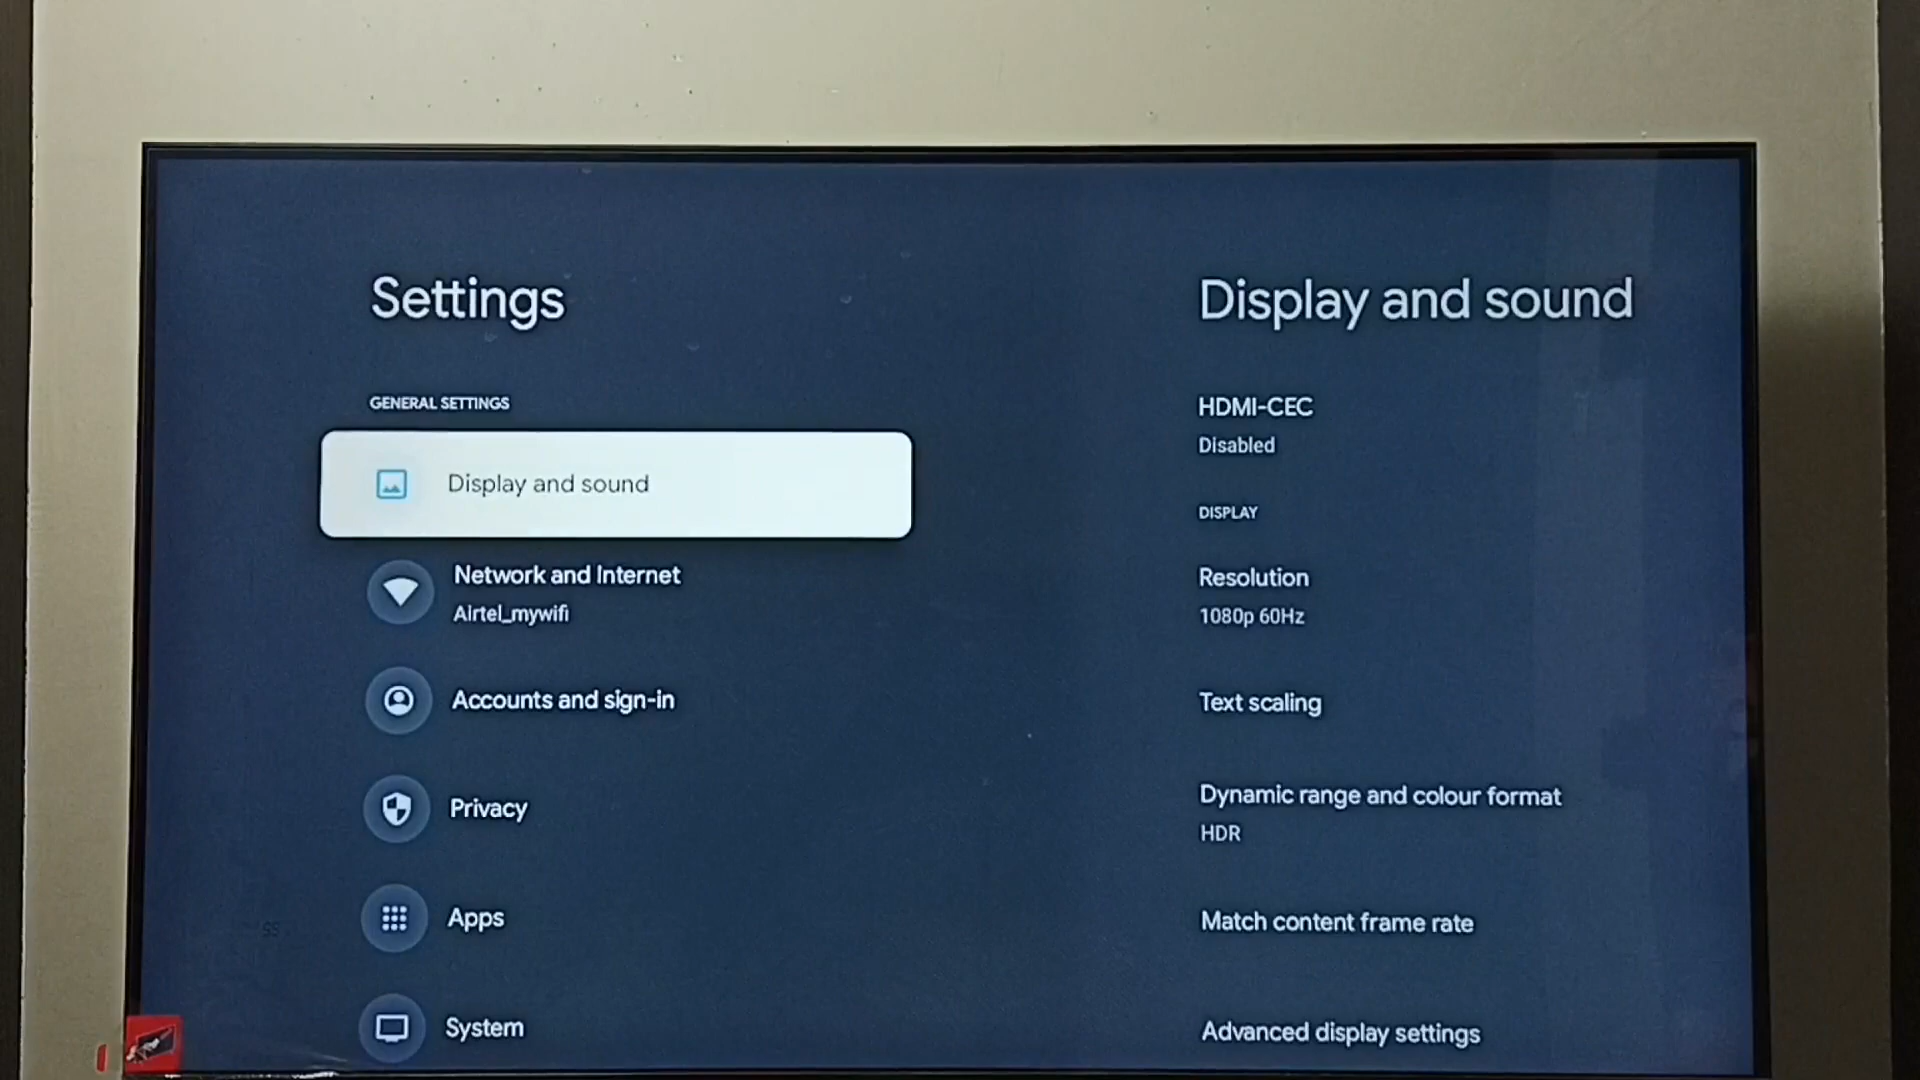 Settings
GENERAL SETTINGS
Display and sound
Network and Internet
Airtel_mywifi
Accounts and sign-in
Privacy
Apps
System
Display and sound
HDMI-CEC
Disabled
DISPLAY
Resolution
1080p 60Hz
Text scaling
Dynamic range and colour format
HDR
Match content frame rate
Advanced display settings